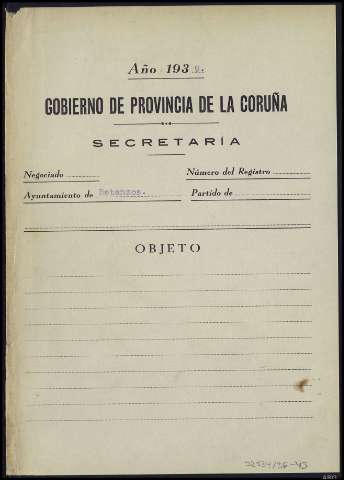 Año 193
GOBIERNO DE PROVINCIA DE LA CORUÑA
SECRETARÍA
Negociado
Número del Registro
Ayuntamiento de Betanzos.
Partido de
OBJETO
ARG